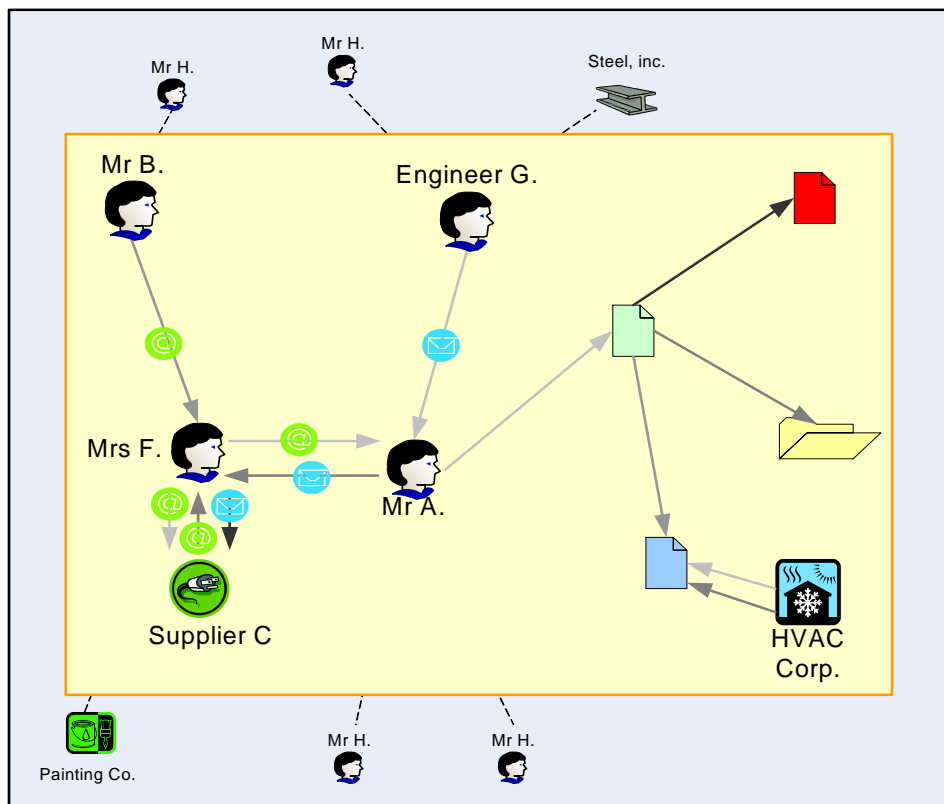 Mr H.
Mr H.
Steel, inc.
Mr B.
Engineer G.
@
Mrs F.
@
Mr A.
@
@
Supplier C
HVAC
Corp.
Painting Co.
Mr H.
Mr H.